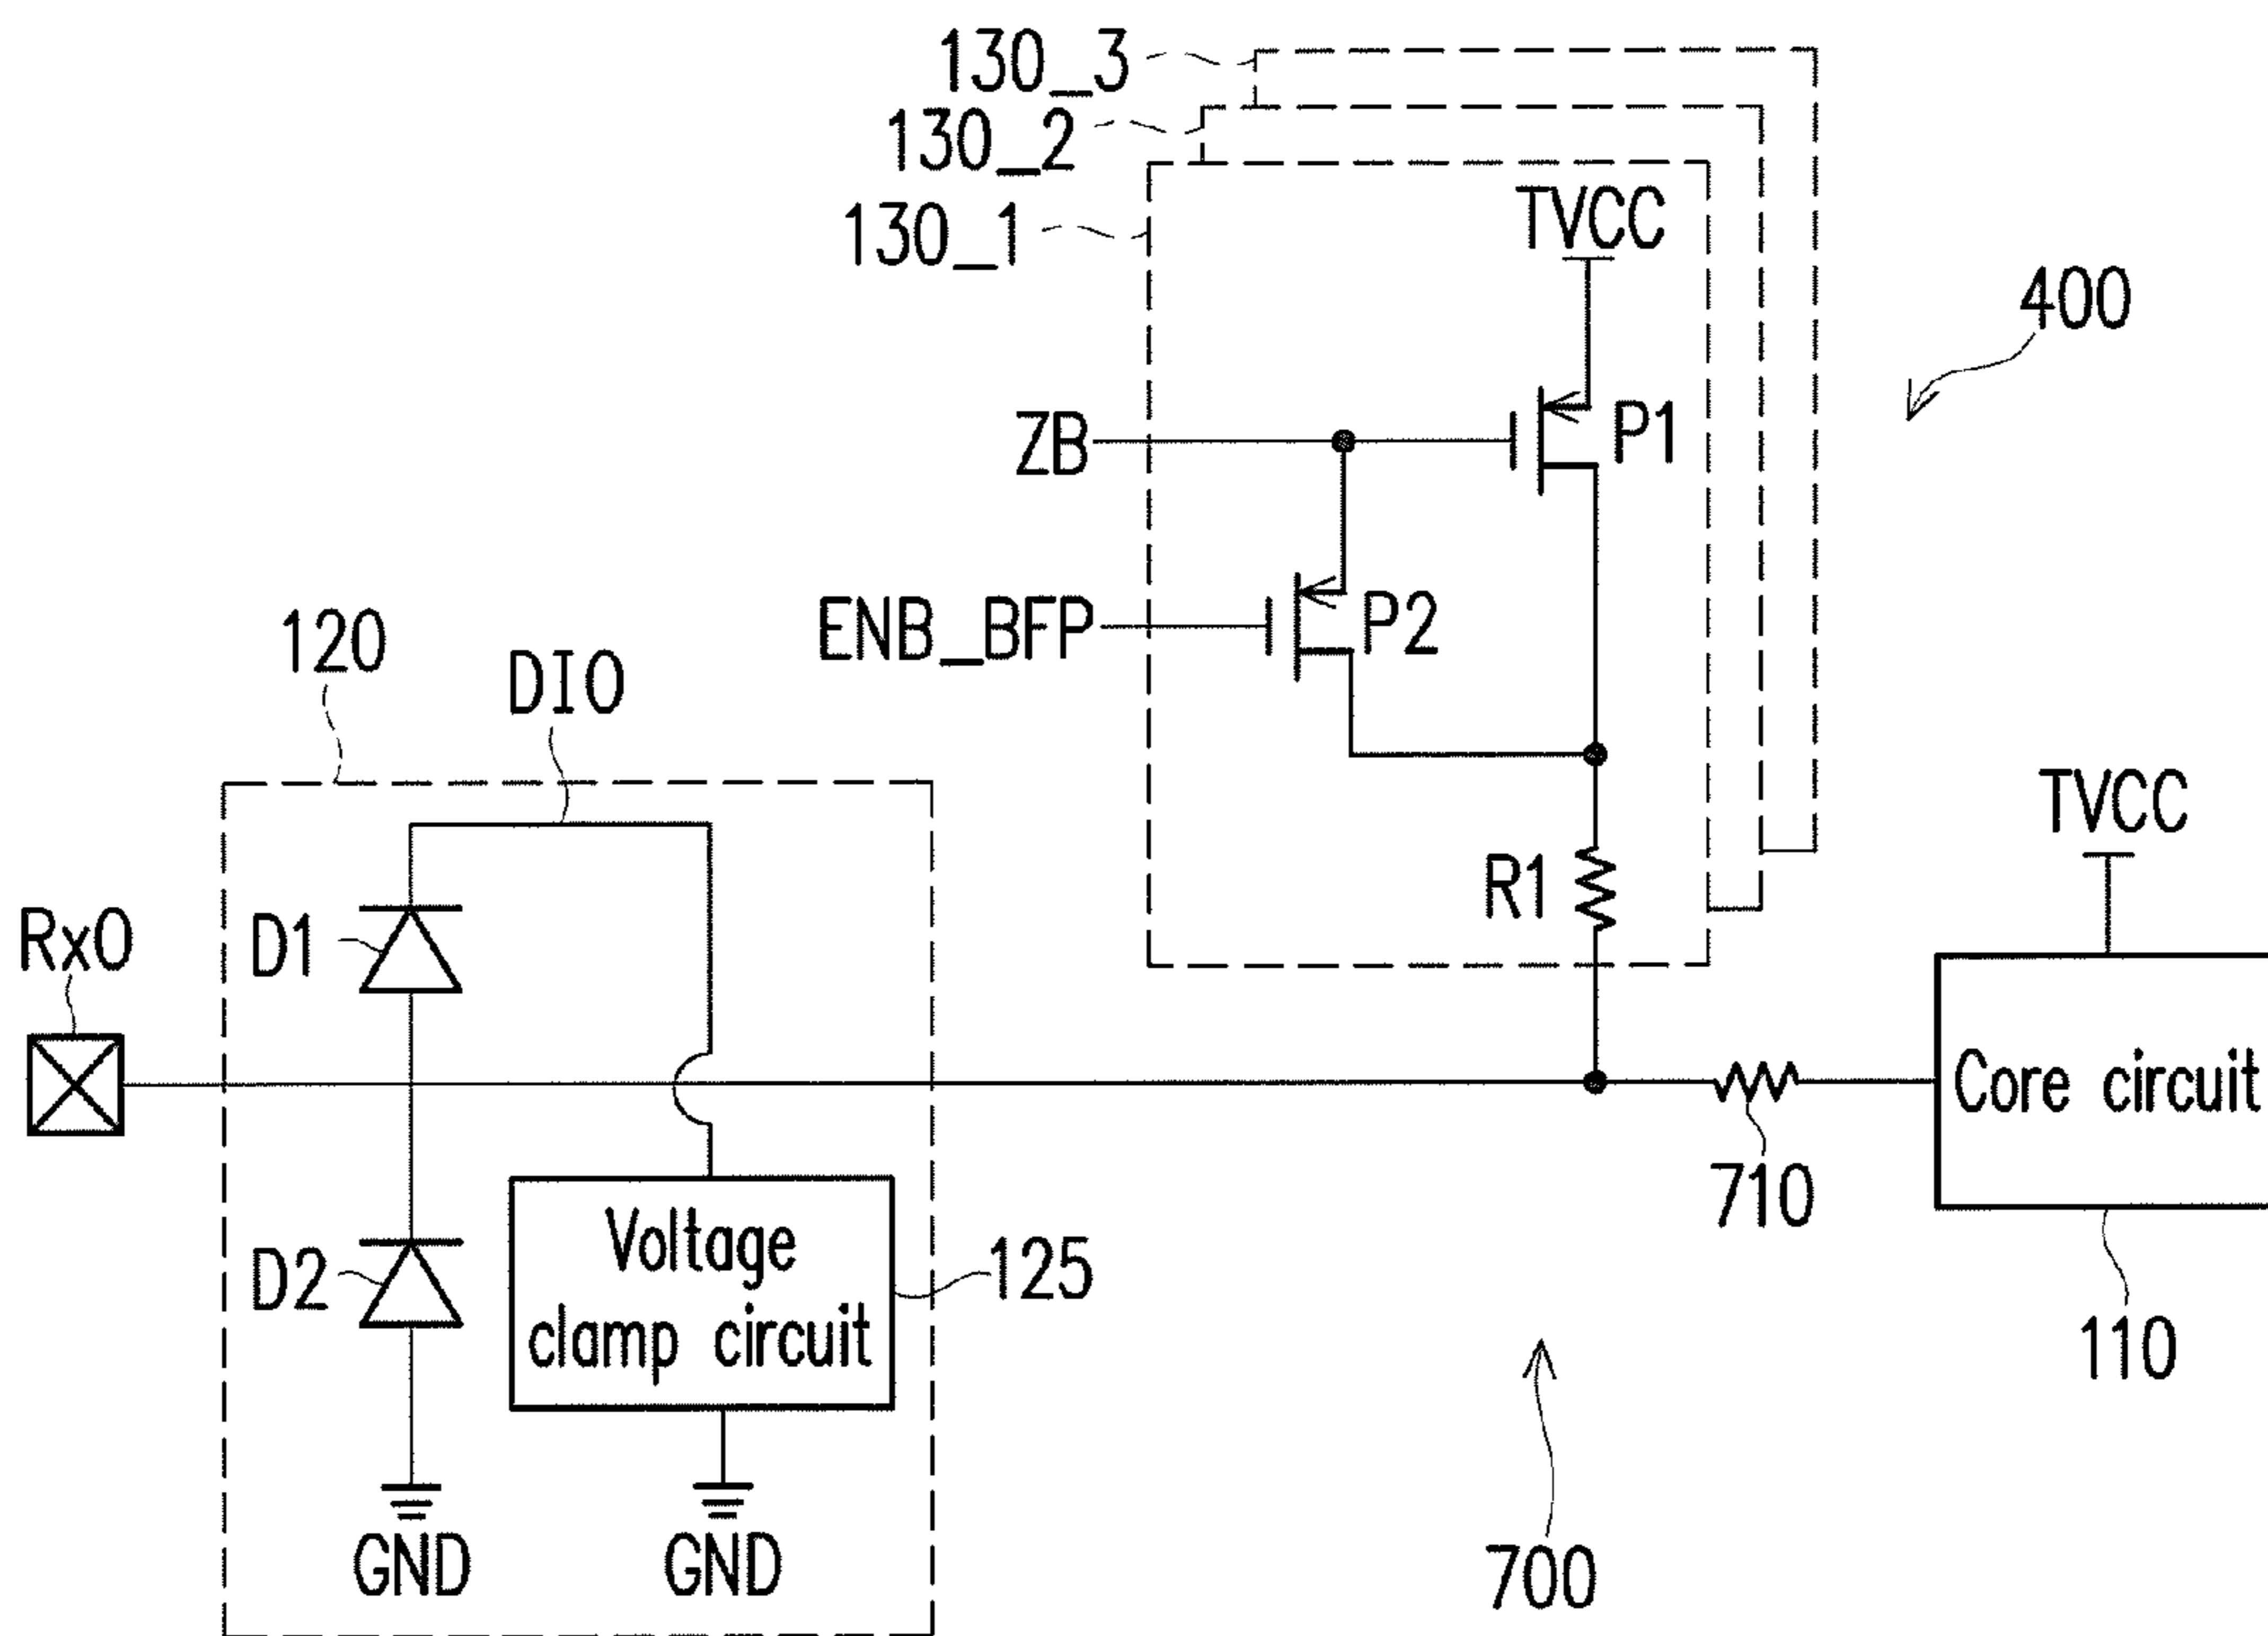 130_3
130_2
130_1
TVCC
400
ZB
P1
ENB_BFP
P2
120
DIO
R1
TVCC
Rx0
D1
710
Core circuit
D2
Voltage
clamp circuit
125
110
GND
GND
700